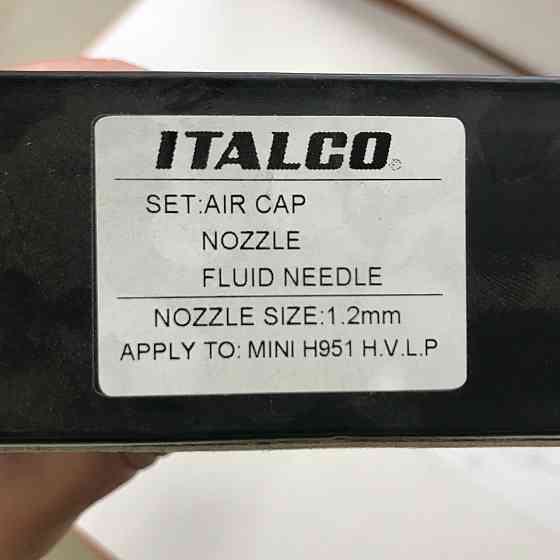 ITALCO
SET:AIR CAP
NOZZLE
FLUID NEEDLE
NOZZLE SIZE:1.2mm
APPLY TO: MINI H951 H.V.L.P